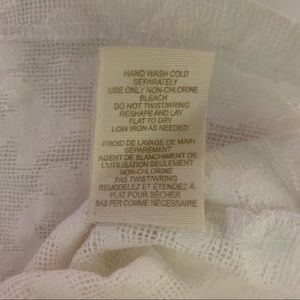 HAND WASH COLD
SEPARATELY
USE ONLY NON-CHLORINE
BLEACH
DO NOT TWIST/WRING
RESHAPE AND LAY
FLAT TO DRY
LOW IRON AS NEEDED
FROID DE LAVAGE DE MAIN
SÉPARÉMENT
AGENT DE BLANCHIMENT DE
L'UTILISATION SEULEMENT
NON-CHLORINE
PAS TWIST/WRING
REMODELEZ ET ÉTENDEZ À
PLAT POUR SÉCHER
BAS FER COMME NÉCESSAIRE